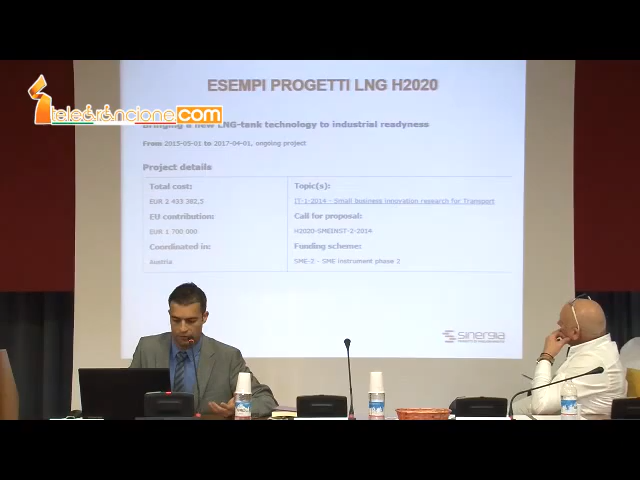 ESEMPI PROGETTI LNG H2020
telearancione.com
Bringing a new LNG-tank technology to industrial readyness
From 2015-05-01 to 2017-04-01, ongoing project
Project details
Total cost:
EUR 2 433 382,5
EU contribution:
EUR 1 700 000
Coordinated in:
Austria
Topic(s):
IT-1-2014 - Small business innovation research for Transport
Call for proposal:
H2020-SMEINST-2-2014
Funding scheme:
SME-2 - SME instrument phase 2
sinergia